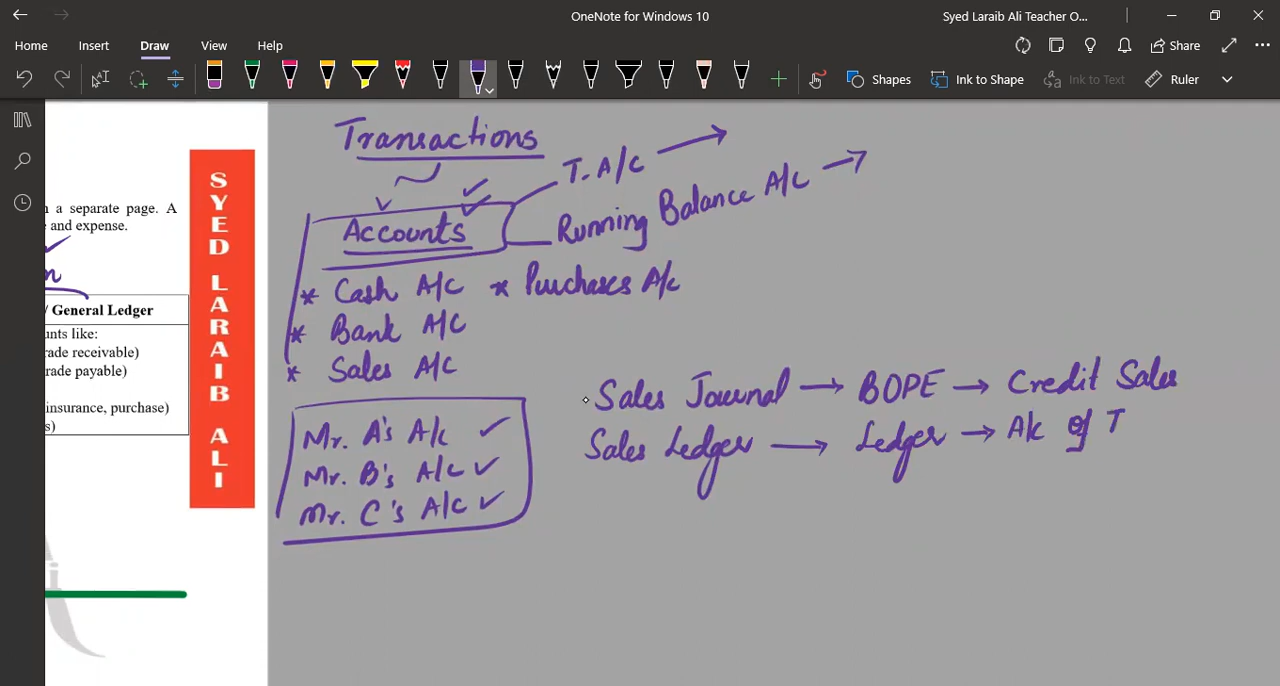 OneNote for Windows 10
Syed Laraib Ali Teacher O...
Home Insert Draw View Help
Share
Shapes
Ink to Shape
Ink to Text
Ruler
n a separate page. A
e and expense.
/ General Ledger
unts like:
rade receivable)
rade payable)
insurance, purchase)
s)
SYED LARAIB ALI
Transactions
T. A/C
Accounts
Running Balance A/C
* Cash A/C * Purchases A/c
* Bank A/C
* Sales A/C
Mr. A's A/c
Mr. B's A/C
Mr. C's A/C
Sales Journal → BOPE → Credit Sales
Sales Ledger → Ledger → A/c of T